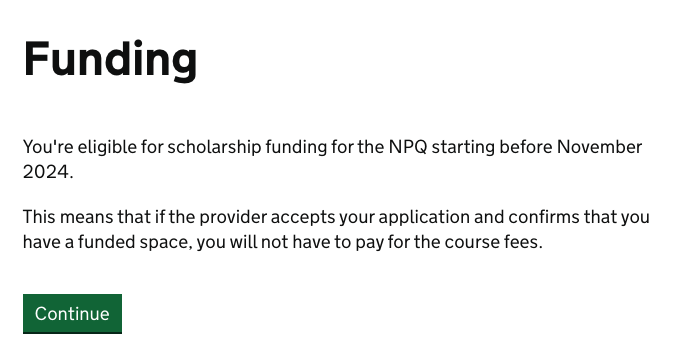 Funding
You're eligible for scholarship funding for the NPQ starting before November
2024.
This means that if the provider accepts your application and confirms that you
have a funded space, you will not have to pay for the course fees.
Continue